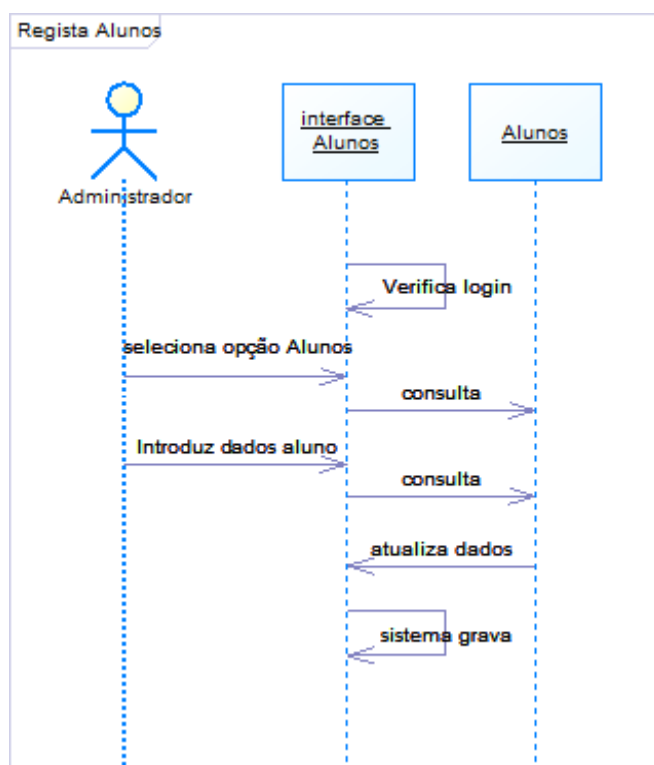 Regista Alunos
interface
Alunos
Alunos
Administrador
Verifica login
seleciona opção Alunos
consulta
Introduz dados aluno
consulta
atualiza dados
sistema grava